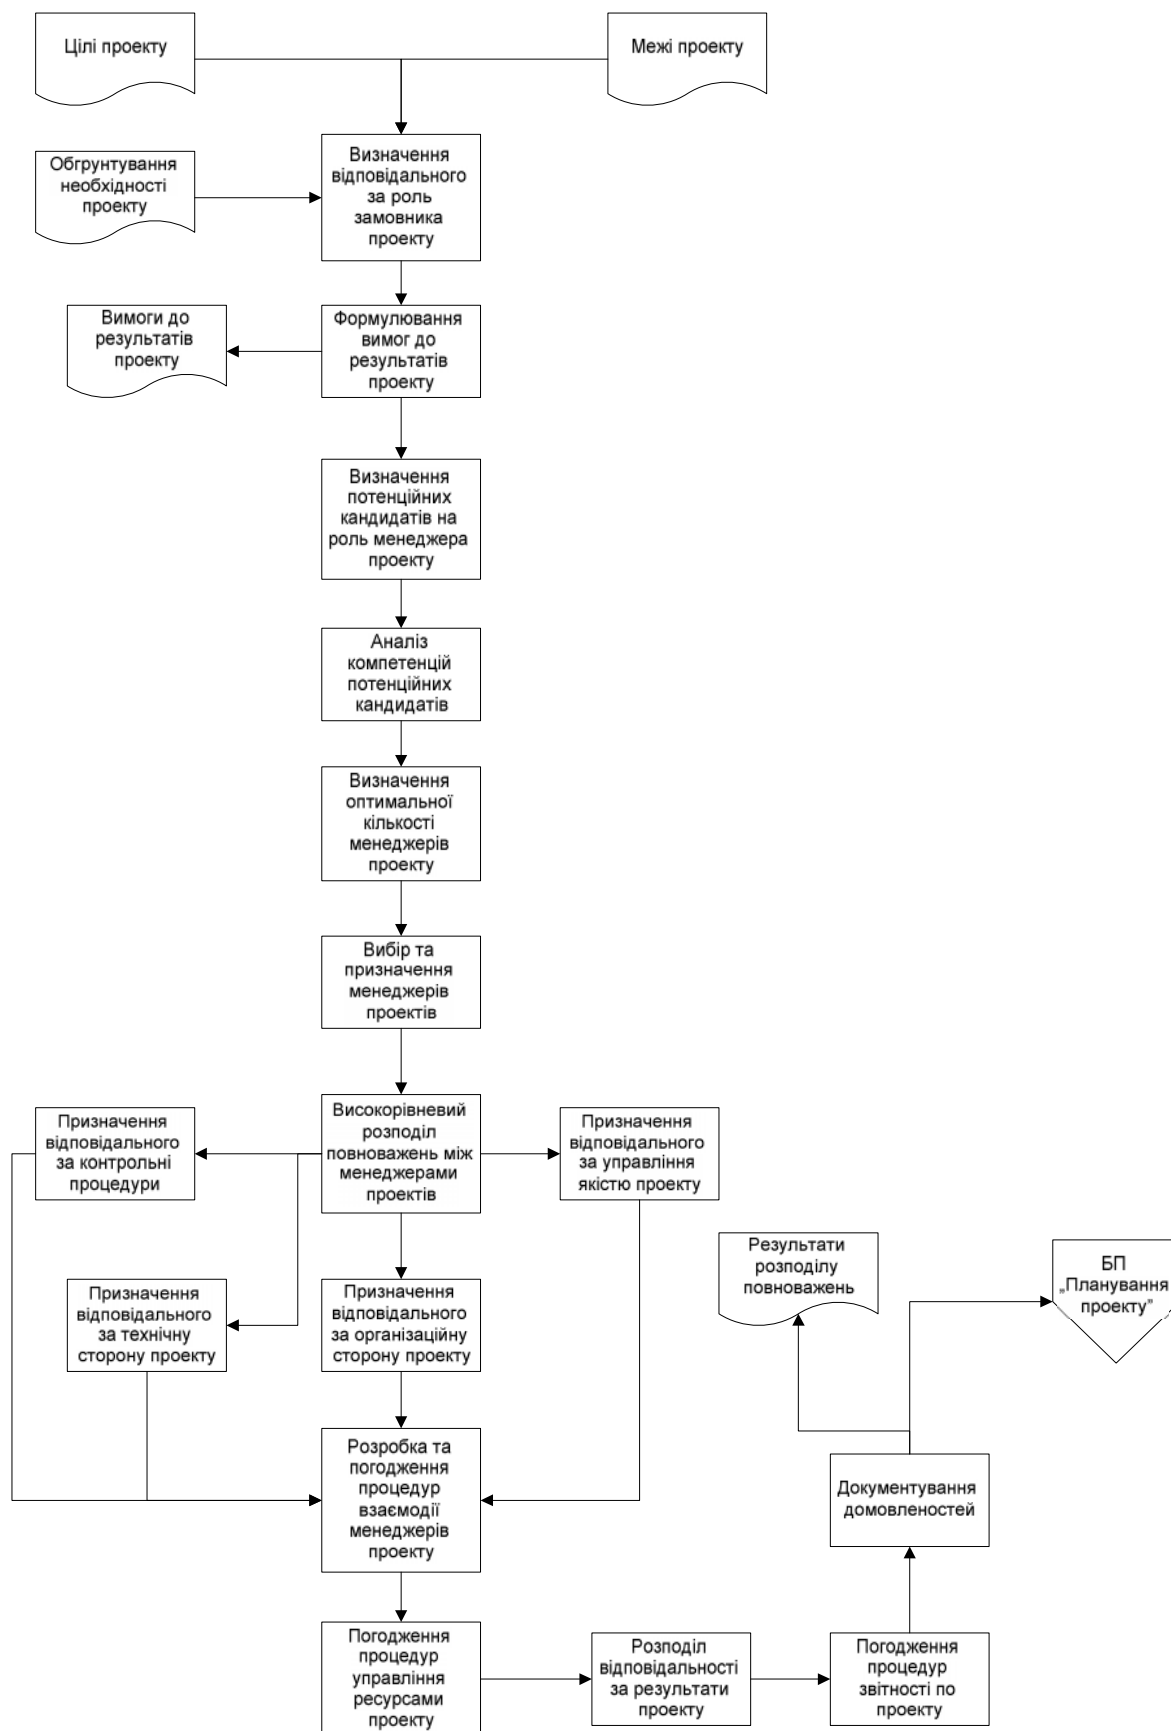 Цілі проекту
Межі проекту
Обгрунтування
необхідності
проекту
Визначення
відповідального
за роль
замовника
проекту
Вимоги до
результатів
проекту
Формулювання
вимог до
результатів
проекту
Визначення
потенційних
кандидатів на
роль менеджера
проекту
Аналіз
компетенцій
потенційних
кандидатів
Визначення
оптимальної
кількості
менеджерів
проекту
Вибір та
призначення
менеджерів
проектів
Високорівневий
розподіл
повноважень між
менеджерами
проектів
Призначення
відповідального
за контрольні
процедури
Призначення
відповідального
за управління
якістю проекту
Призначення
відповідального
за технічну
сторону проекту
Призначення
відповідального
за організаційну
сторону проекту
Результати
розподілу
повноважень
БП
„Планування
проекту”
Розробка та
погодження
процедур
взаємодії
менеджерів
проекту
Документування
домовленостей
Погодження
процедур
управління
ресурсами
проекту
Розподіл
відповідальності
за результати
проекту
Погодження
процедур
звітності по
проекту